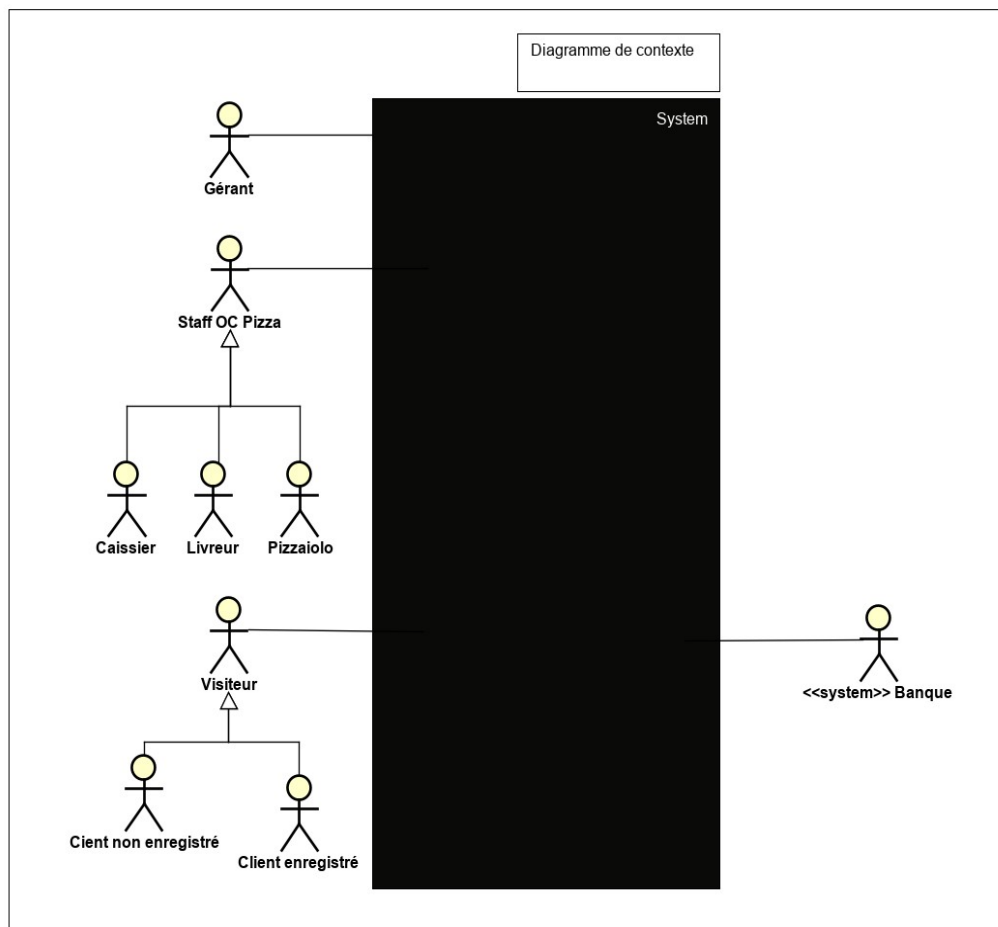 Diagramme de contexte
System
Gérant
Staff OC Pizza
Caissier
Livreur
Pizzaiolo
Visiteur
<<system>> Banque
Cient non enregistré
Client enregistré